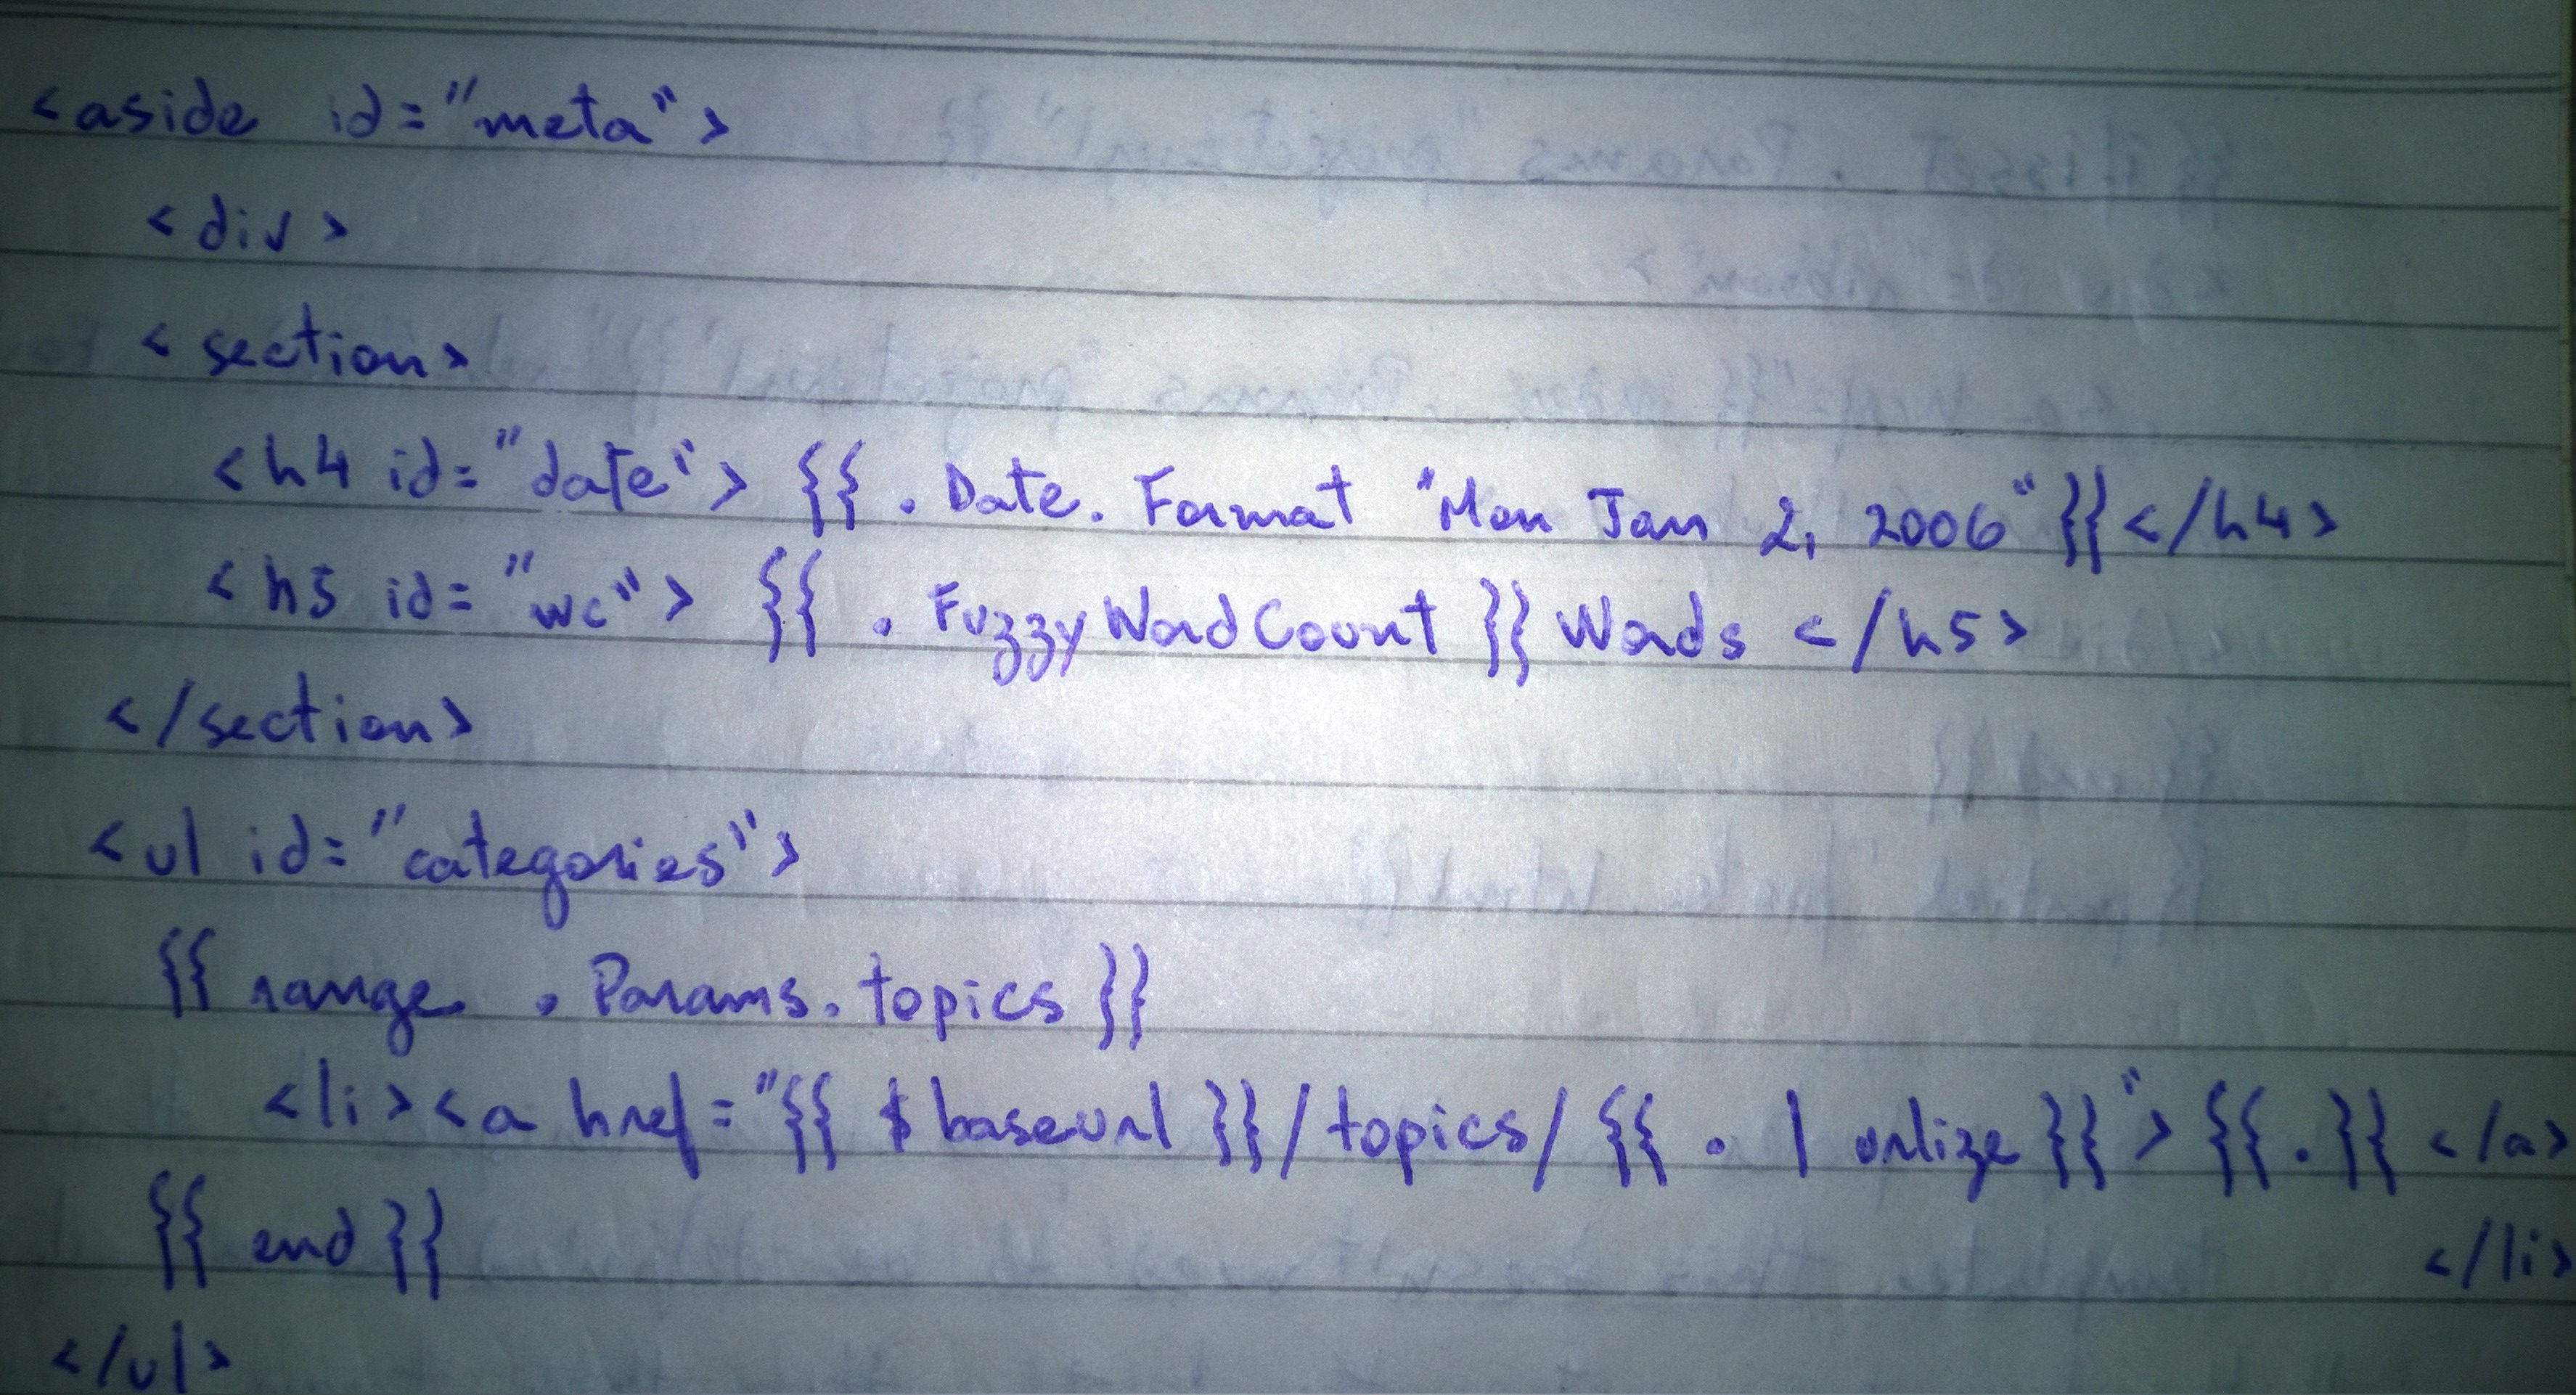 <aside id="meta">
<div>
<section>
<h4 id="date"> {{ .Date.Format "Mon Jan 2, 2006" }}</h4>
<h5 id="wc"> {{ .FuzzyWordCount }} Words </h5>
</section>
<ul id="categories">
{{ range .Params.topics }}
<li><a href="{{ $baseurl }}/topics/{{ . | urlize }}">{{.}}</a>
</li>
{{ end }}
</ul>